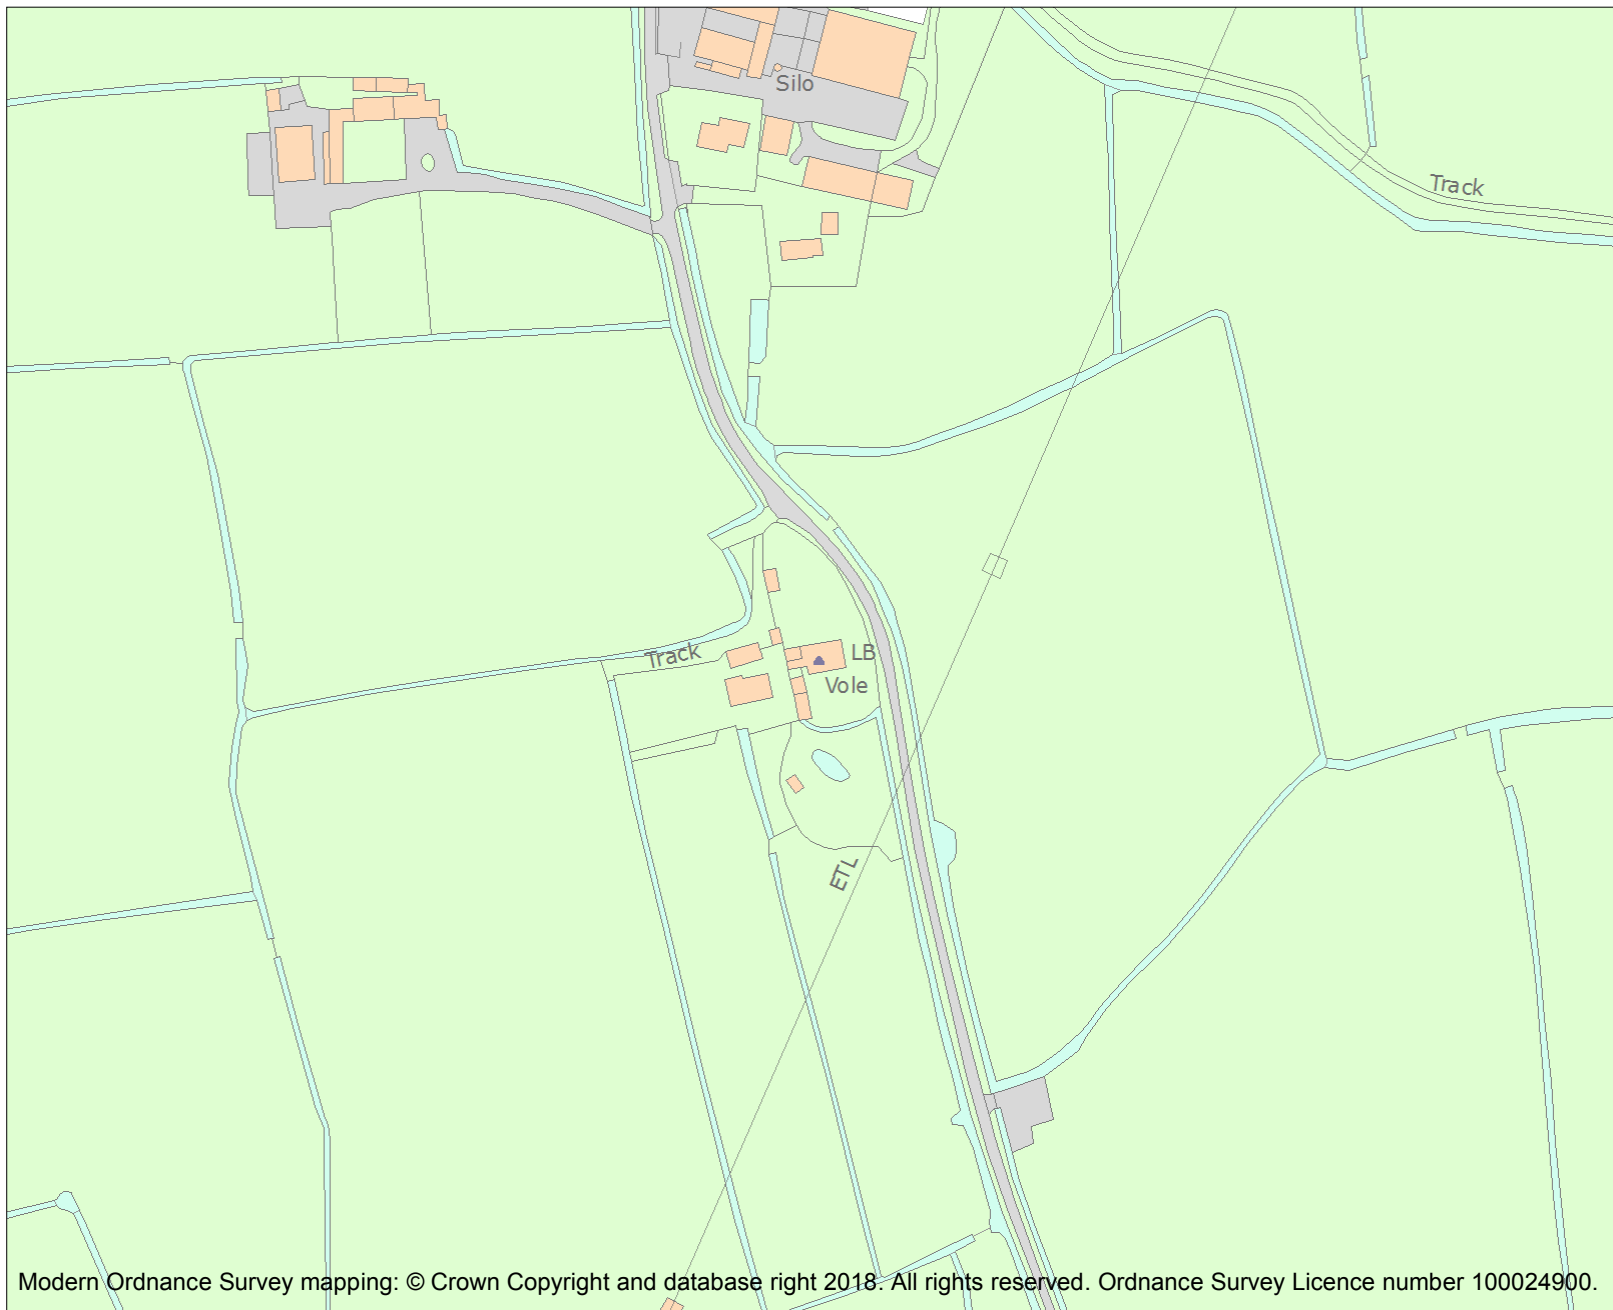 Silo
Track
Track
LB
Vole
ETL
Modern Ordnance Survey mapping: © Crown Copyright and database right 2018. All rights reserved. Ordnance Survey Licence number 100024900.